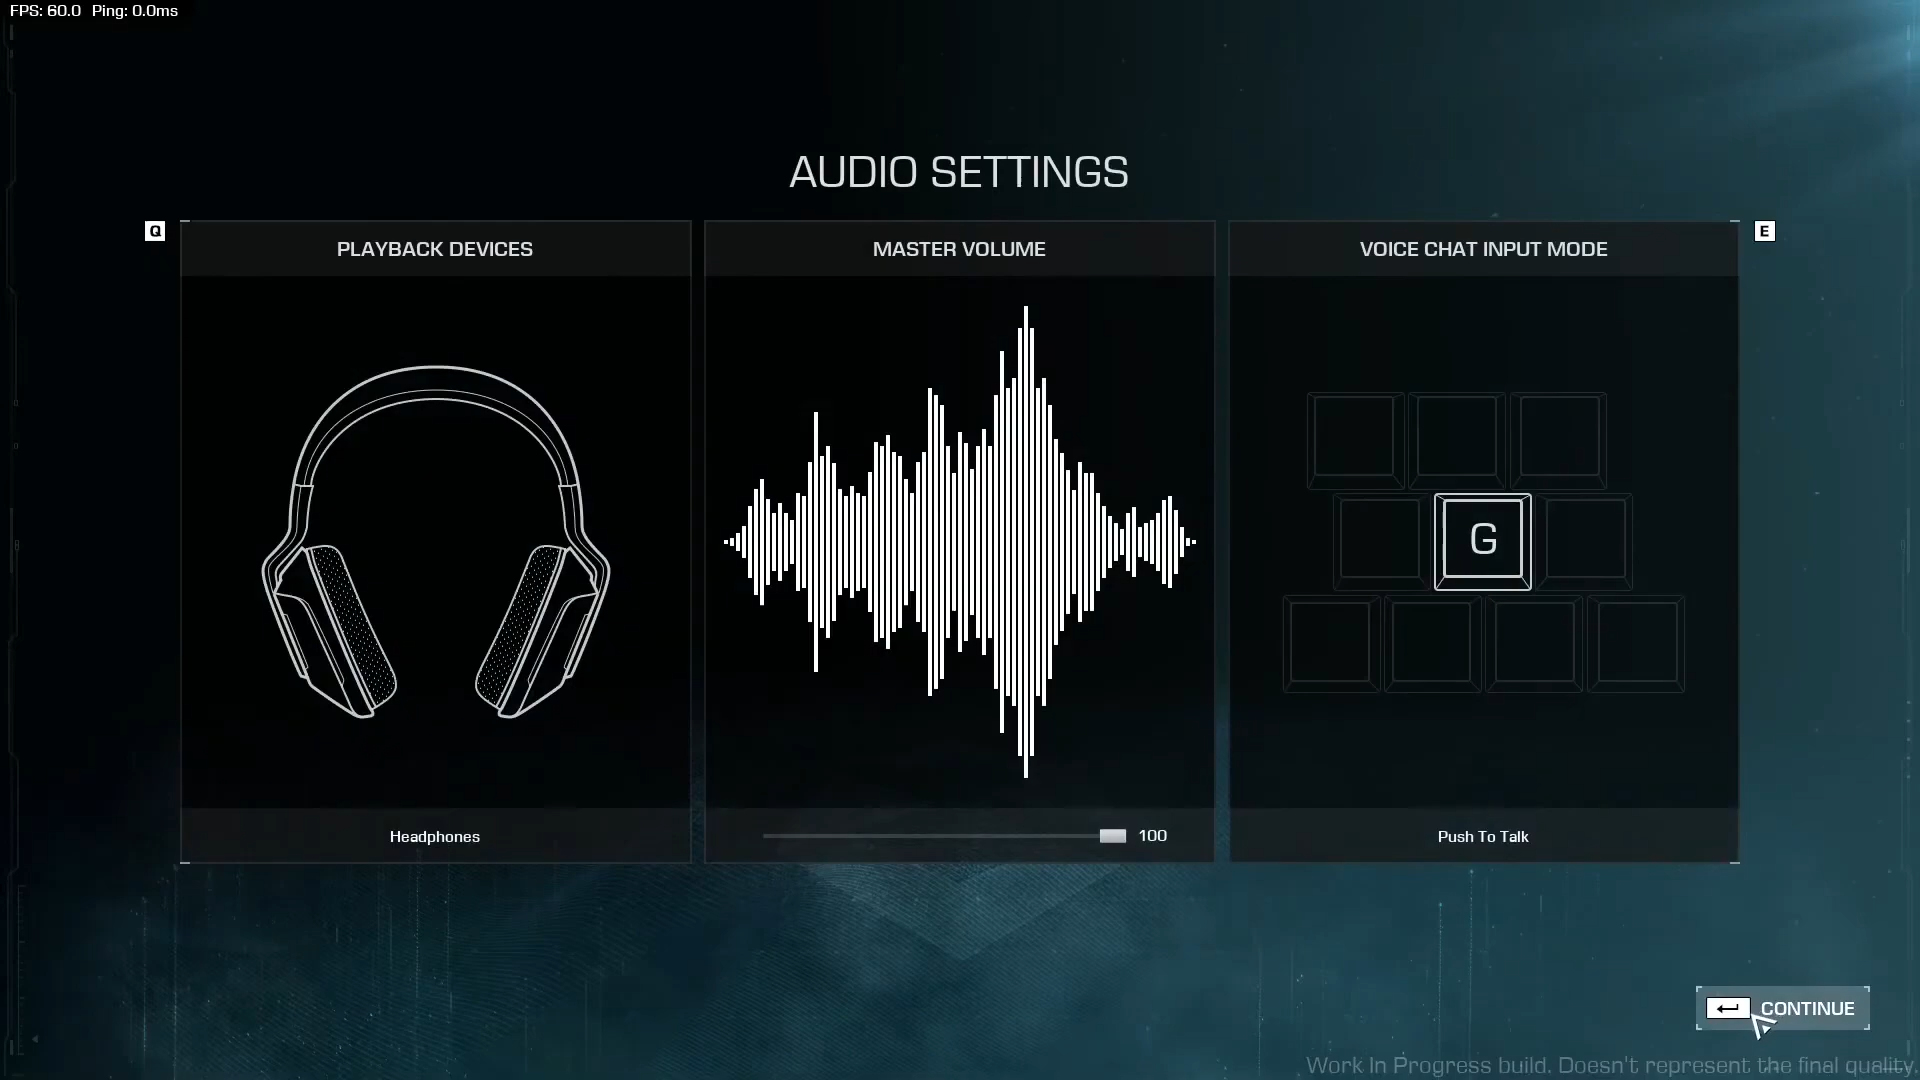 FPS: 60.0 Ping: 0.0ms
AUDIO SETTINGS
Q
E
PLAYBACK DEVICES
MASTER VOLUME
VOICE CHAT INPUT MODE
G
Headphones
100
Push To Talk
CONTINUE
Work In Progress build. Doesn't represent the final quality.